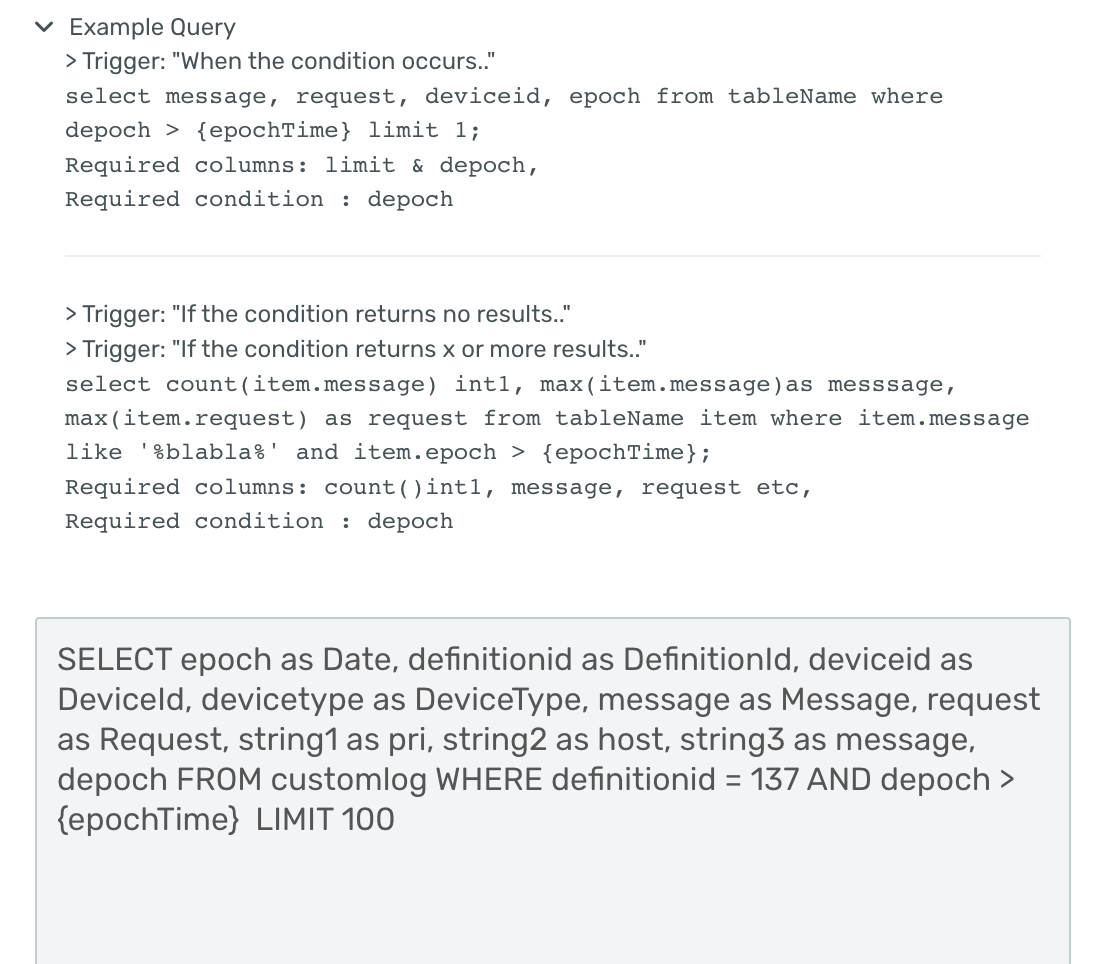 Example Query
> Trigger: "When the condition occurs.."
select message, request, deviceid, epoch from tableName where
depoch > {epochTime} limit 1;
Required columns: limit & depoch,
Required condition : depoch
> Trigger: "If the condition returns no results.."
> Trigger: "If the condition returns x or more results.."
select count(item.message) int1, max(item.message)as messsage,
max(item.request) as request from tableName item where item.message
like '%blabla%' and item.epoch > {epochTime};
Required columns: count()int1, message, request etc,
Required condition : depoch
SELECT epoch as Date, definitionid as DefinitionId, deviceid as
DeviceId, devicetype as DeviceType, message as Message, request
as Request, string1 as pri, string2 as host, string3 as message,
depoch FROM customlog WHERE definitionid = 137 AND depoch >
{epochTime}  LIMIT 100